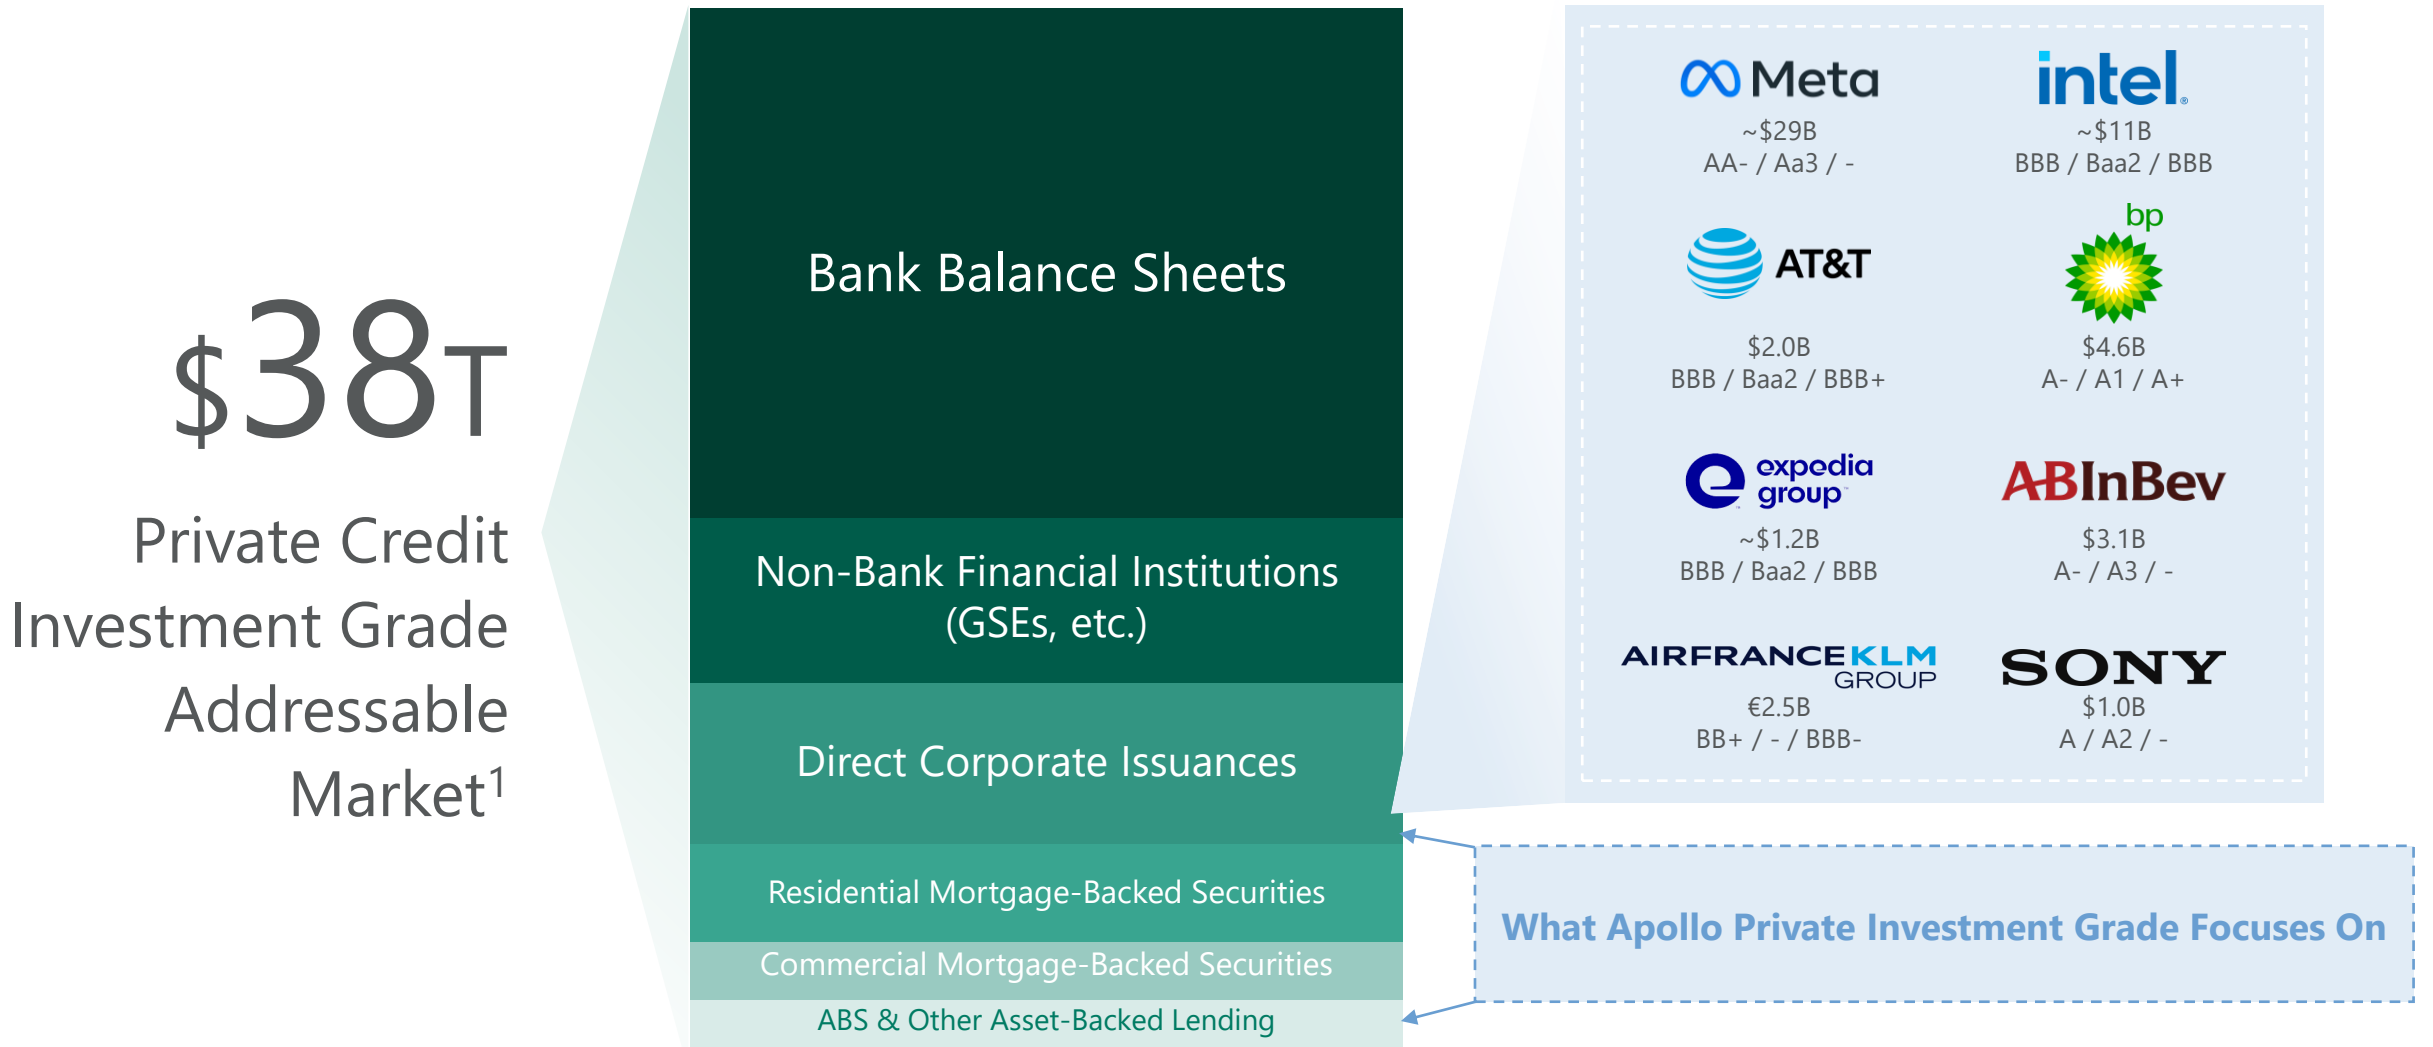 $38T
Private Credit
Investment Grade
Addressable
Market¹
Bank Balance Sheets
Non-Bank Financial Institutions
(GSEs, etc.)
Direct Corporate Issuances
Residential Mortgage-Backed Securities
Commercial Mortgage-Backed Securities
ABS & Other Asset-Backed Lending
Meta
~$29B
AA- / Aa3 / -
intel.
~$11B
BBB / Baa2 / BBB
AT&T
$2.0B
BBB / Baa2 / BBB+
bp
$4.6B
A- / A1 / A+
expedia
group™
~$1.2B
BBB / Baa2 / BBB
ABInBev
$3.1B
A- / A3 / -
AIRFRANCEKLM
GROUP
€2.5B
BB+ / - / BBB-
SONY
$1.0B
A / A2 / -
What Apollo Private Investment Grade Focuses On